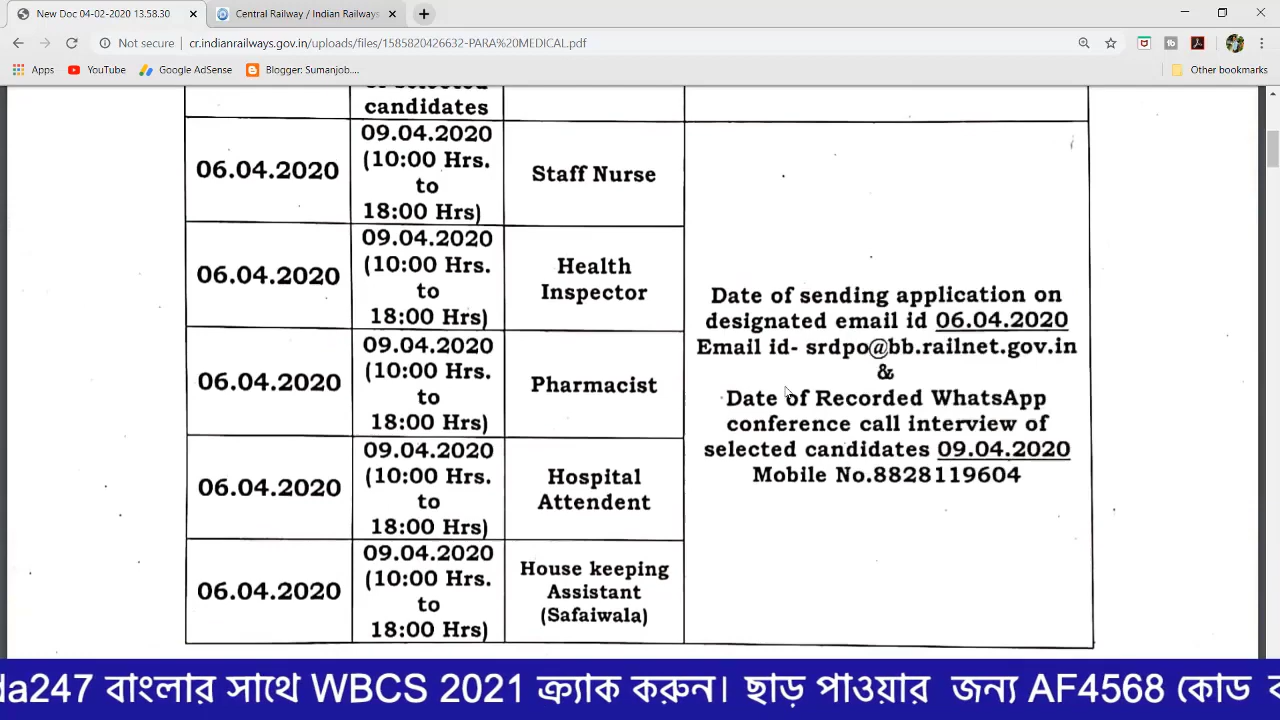 New Doc 04-02-2020 13.58.30
Central Railway / Indian Railways
Not secure
cr.indianrailways.gov.in/uploads/files/1585820426632-PARA%20MEDICAL.pdf
Apps
YouTube
Google AdSense
Blogger: Sumanjob....
Other bookmarks
candidates
06.04.2020
09.04.2020
(10:00 Hrs.
to
18:00 Hrs)
Staff Nurse
06.04.2020
09.04.2020
(10:00 Hrs.
to
18:00 Hrs)
Health
Inspector
06.04.2020
09.04.2020
(10:00 Hrs.
to
18:00 Hrs)
Pharmacist
06.04.2020
09.04.2020
(10:00 Hrs.
to
18:00 Hrs)
Hospital
Attendent
06.04.2020
09.04.2020
(10:00 Hrs.
to
18:00 Hrs)
House keeping
Assistant
(Safaiwala)
Date of sending application on
designated email id 06.04.2020
Email id- srdpo@bb.railnet.gov.in
&
Date of Recorded WhatsApp
conference call interview of
selected candidates 09.04.2020
Mobile No.8828119604
da247 বাংলার সাথে WBCS 2021 ক্র্যাক করুন। ছাড় পাওয়ার জন্য AF4568 কোড